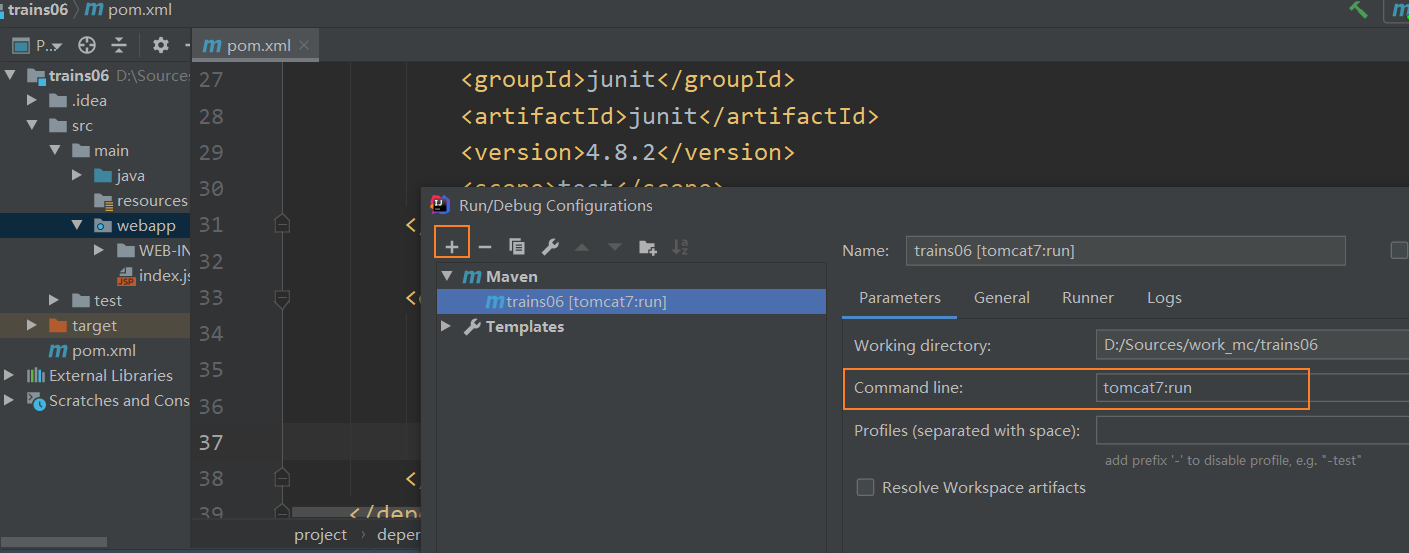 trains06 pom.xml
P..
pom.xml
trains06 D:\Sources
.idea
src
main
java
resources
webapp
WEB-IN
index.js
test
target
pom.xml
External Libraries
Scratches and Cons
27 <groupId>junit</groupId>
28 <artifactId>junit</artifactId>
29 <version>4.8.2</version>
30 <scope>test</scope>
31 </
32
33 <
34
35
36
37
38 </
39 </depe
project › depen
Run/Debug Configurations
Maven
trains06 [tomcat7:run]
Templates
Name: trains06 [tomcat7:run]
Parameters General Runner Logs
Working directory: D:/Sources/work_mc/trains06
Command line: tomcat7:run
Profiles (separated with space):
add prefix '-' to disable profile, e.g. "-test"
Resolve Workspace artifacts